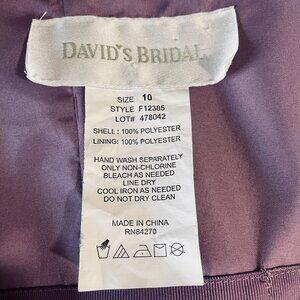 DAVID'S BRIDAL
SIZE 10
STYLE F12385
LOT# 478042
SHELL : 100% POLYESTER
LINING: 100% POLYESTER
HAND WASH SEPARATELY
ONLY NON-CHLORINE
BLEACH AS NEEDED
LINE DRY
COOL IRON AS NEEDED
DO NOT DRY CLEAN
MADE IN CHINA
RN84270